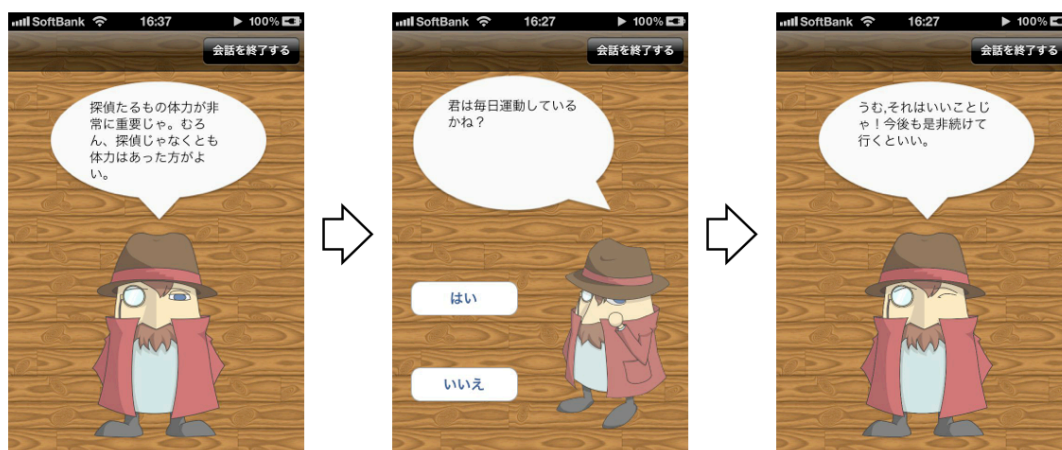 SoftBank 16:37 100%
会話を終了する
探偵たるもの体力が非
常に重要じゃ。むろ
ん、探偵じゃなくとも
体力はあった方がよ
い。
SoftBank 16:27 100%
会話を終了する
君は毎日運動している
かね？
はい
いいえ
SoftBank 16:27 100%
会話を終了する
うむ,それはいいことじ
ゃ！今後も是非続けて
行くといい。